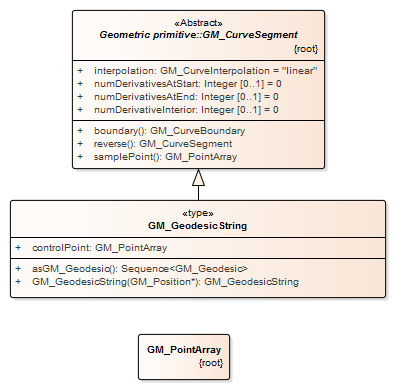 «Abstract»
Geometric primitive::GM_CurveSegment
{root}
+ interpolation: GM_CurveInterpolation = "linear"
+ numDerivativesAtStart: Integer [0..1] = 0
+ numDerivativesAtEnd: Integer [0..1] = 0
+ numDerivativeInterior: Integer [0..1] = 0
+ boundary(): GM_CurveBoundary
+ reverse(): GM_CurveSegment
+ samplePoint(): GM_PointArray
«type»
GM_GeodesicString
+ controlPoint: GM_PointArray
+ asGM_Geodesic(): Sequence<GM_Geodesic>
+ GM_GeodesicString(GM_Position*): GM_GeodesicString
GM_PointArray
{root}